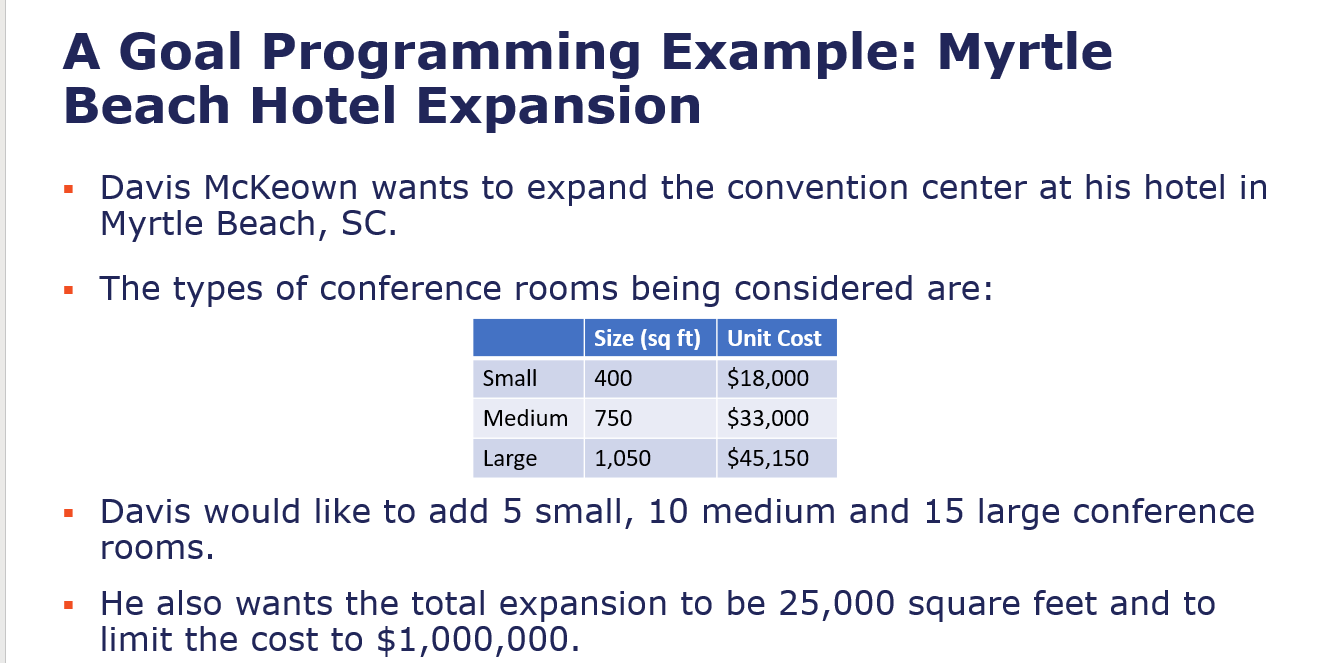 A Goal Programming Example: Myrtle
Beach Hotel Expansion
▪ Davis McKeown wants to expand the convention center at his hotel in
Myrtle Beach, SC.
▪ The types of conference rooms being considered are:
Size (sq ft) Unit Cost
Small 400 $18,000
Medium 750 $33,000
Large 1,050 $45,150
▪ Davis would like to add 5 small, 10 medium and 15 large conference
rooms.
▪ He also wants the total expansion to be 25,000 square feet and to
limit the cost to $1,000,000.